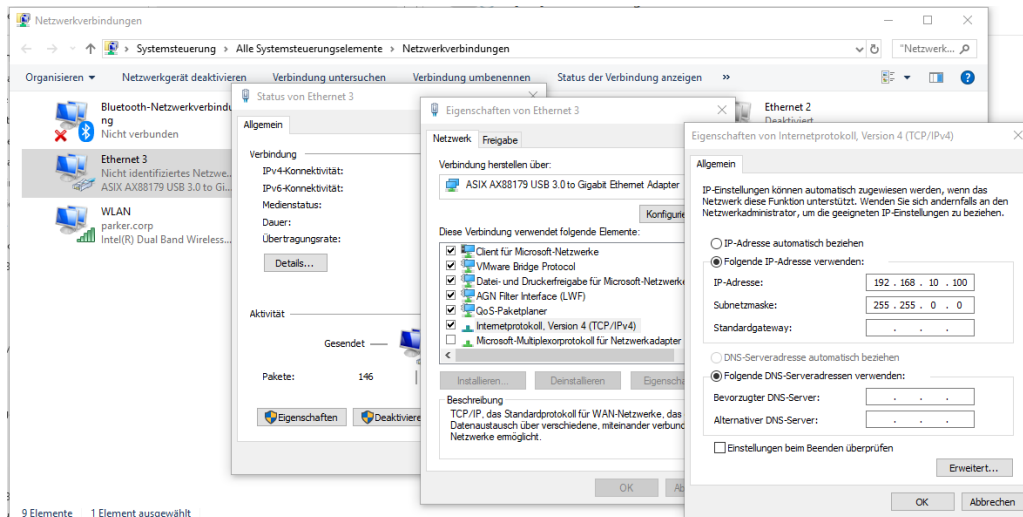 Netzwerkverbindungen
Systemsteuerung > Alle Systemsteuerungselemente > Netzwerkverbindungen
"Netzwerk...
Organisieren Netzwerkgerät deaktivieren Verbindung untersuchen Verbindung umbenennen Status der Verbindung anzeigen »
Bluetooth-Netzwerkverbindu
ng
Nicht verbunden
Ethernet 3
Nicht identifiziertes Netzwe...
ASIX AX88179 USB 3.0 to Gi...
WLAN
parker.corp
Intel(R) Dual Band Wireless...
Ethernet 2
Deaktiviert
9 Elemente 1 Element ausgewählt
Status von Ethernet 3
Allgemein
Verbindung
IPv4-Konnektivität:
IPv6-Konnektivität:
Medienstatus:
Dauer:
Übertragungsrate:
Details...
Aktivität
Gesendet
Pakete: 146
Eigenschaften
Deaktiviere
Eigenschaften von Ethernet 3
Netzwerk Freigabe
Verbindung herstellen über:
ASIX AX88179 USB 3.0 to Gigabit Ethernet Adapter
Konfigurie
Diese Verbindung verwendet folgende Elemente:
Client für Microsoft-Netzwerke
VMware Bridge Protocol
Datei- und Druckerfreigabe für Microsoft-Netzwerke
AGN Filter Interface (LWF)
QoS-Paketplaner
Internetprotokoll, Version 4 (TCP/IPv4)
Microsoft-Multiplexorprotokoll für Netzwerkadapter
Installieren... Deinstallieren Eigenscha
Beschreibung
TCP/IP, das Standardprotokoll für WAN-Netzwerke, das
Datenaustausch über verschiedene, miteinander verbund
Netzwerke ermöglicht.
OK Ab
Eigenschaften von Internetprotokoll, Version 4 (TCP/IPv4)
Allgemein
IP-Einstellungen können automatisch zugewiesen werden, wenn das
Netzwerk diese Funktion unterstützt. Wenden Sie sich andernfalls an den
Netzwerkadministrator, um die geeigneten IP-Einstellungen zu beziehen.
IP-Adresse automatisch beziehen
Folgende IP-Adresse verwenden:
IP-Adresse: 192 . 168 . 10 . 100
Subnetzmaske: 255 . 255 . 0 . 0
Standardgateway: . . .
DNS-Serveradresse automatisch beziehen
Folgende DNS-Serveradressen verwenden:
Bevorzugter DNS-Server: . . .
Alternativer DNS-Server: . . .
Einstellungen beim Beenden überprüfen
Erweitert...
OK Abbrechen